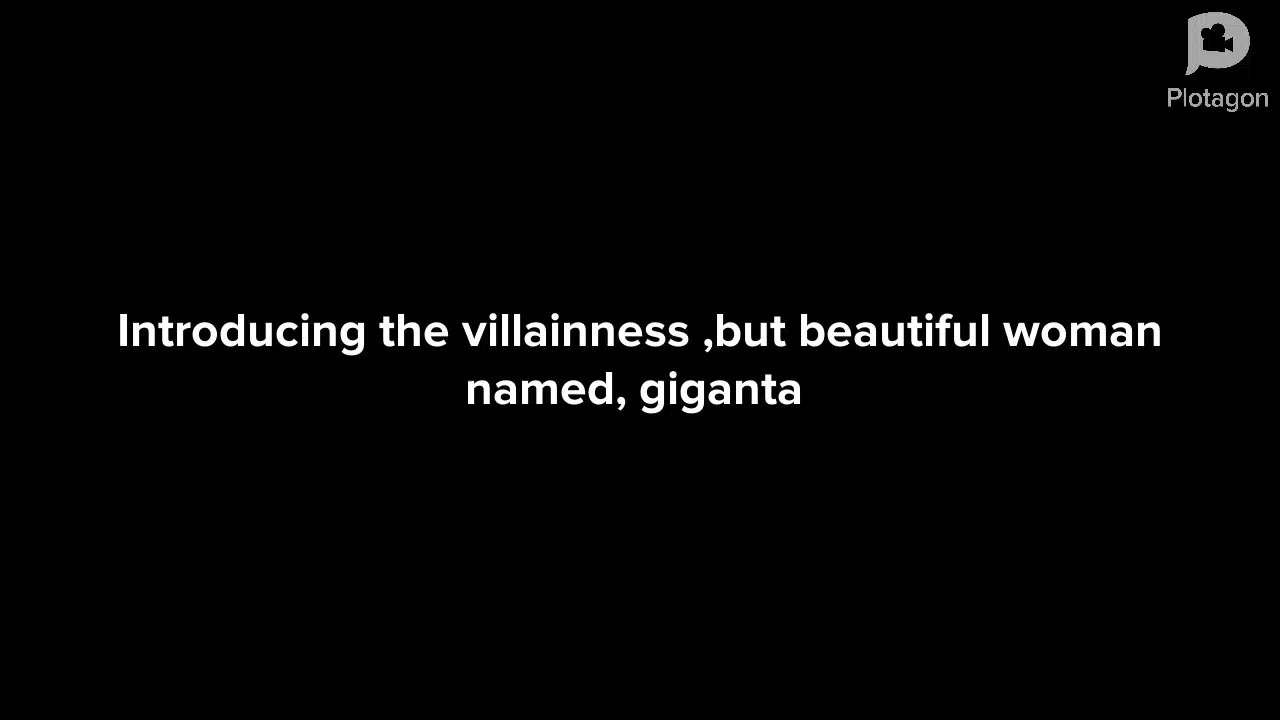 Plotagon
Introducing the villainness ,but beautiful woman
named, giganta